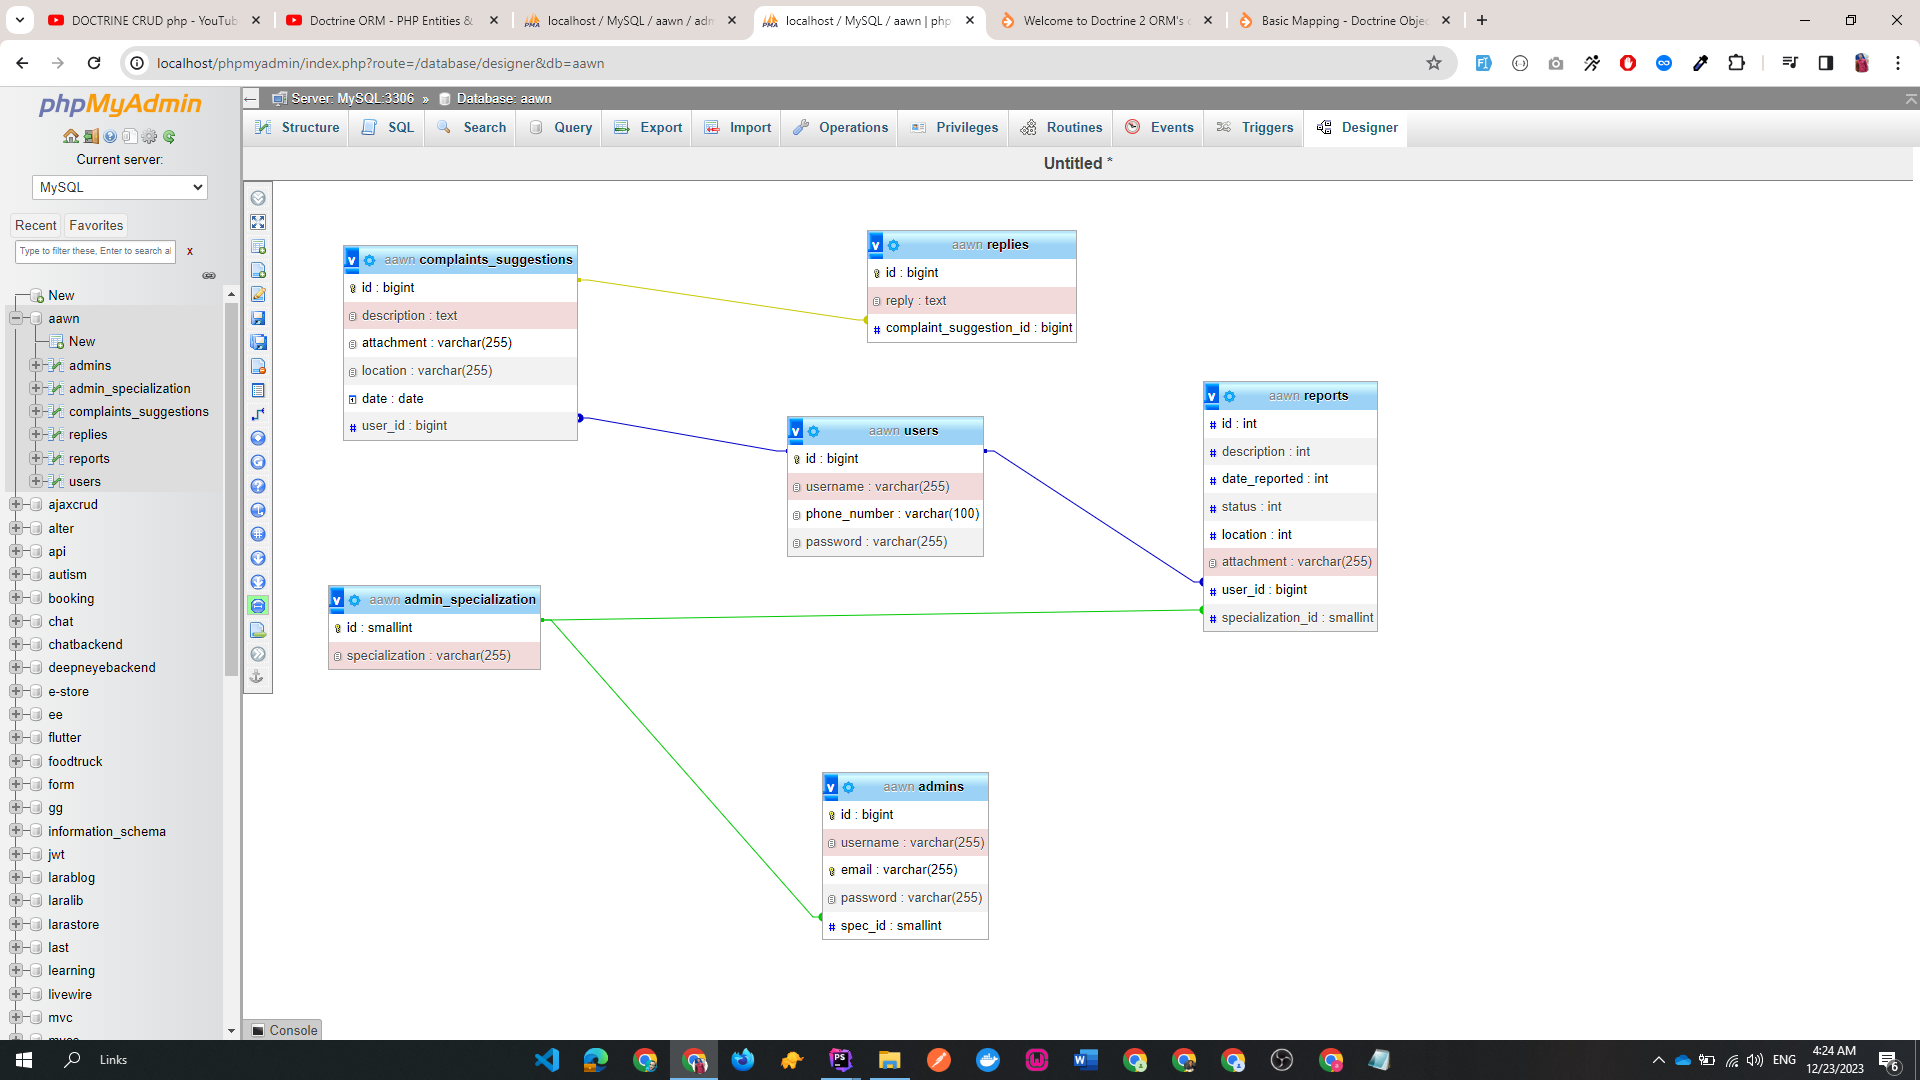 DOCTRINE CRUD php - YouTub
Doctrine ORM - PHP Entities &
localhost / MySQL / aawn / adm
localhost / MySQL / aawn | php
Welcome to Doctrine 2 ORM's d
Basic Mapping - Doctrine Objec
localhost/phpmyadmin/index.php?route=/database/designer&db=aawn
phpMyAdmin
Current server:
MySQL
Recent Favorites
Type to filter these, Enter to search al X
New
aawn
New
admins
admin_specialization
complaints_suggestions
replies
reports
users
ajaxcrud
alter
api
autism
booking
chat
chatbackend
deepneyebackend
e-store
ee
flutter
foodtruck
form
gg
information_schema
jwt
larablog
laralib
larastore
last
learning
livewire
mvc
Server: MySQL:3306 » Database: aawn
Structure SQL Search Query Export Import Operations Privileges Routines Events Triggers Designer
Untitled *
v aawn complaints_suggestions
id : bigint
description : text
attachment : varchar(255)
location : varchar(255)
date : date
# user_id : bigint
v aawn replies
id : bigint
reply : text
# complaint_suggestion_id : bigint
v aawn users
id : bigint
username : varchar(255)
phone_number : varchar(100)
password : varchar(255)
v aawn reports
# id : int
# description : int
# date_reported : int
# status : int
# location : int
attachment : varchar(255)
# user_id : bigint
# specialization_id : smallint
v aawn admin_specialization
id : smallint
specialization : varchar(255)
v aawn admins
id : bigint
username : varchar(255)
email : varchar(255)
password : varchar(255)
# spec_id : smallint
Console
Links
ENG
4:24 AM
12/23/2023
6